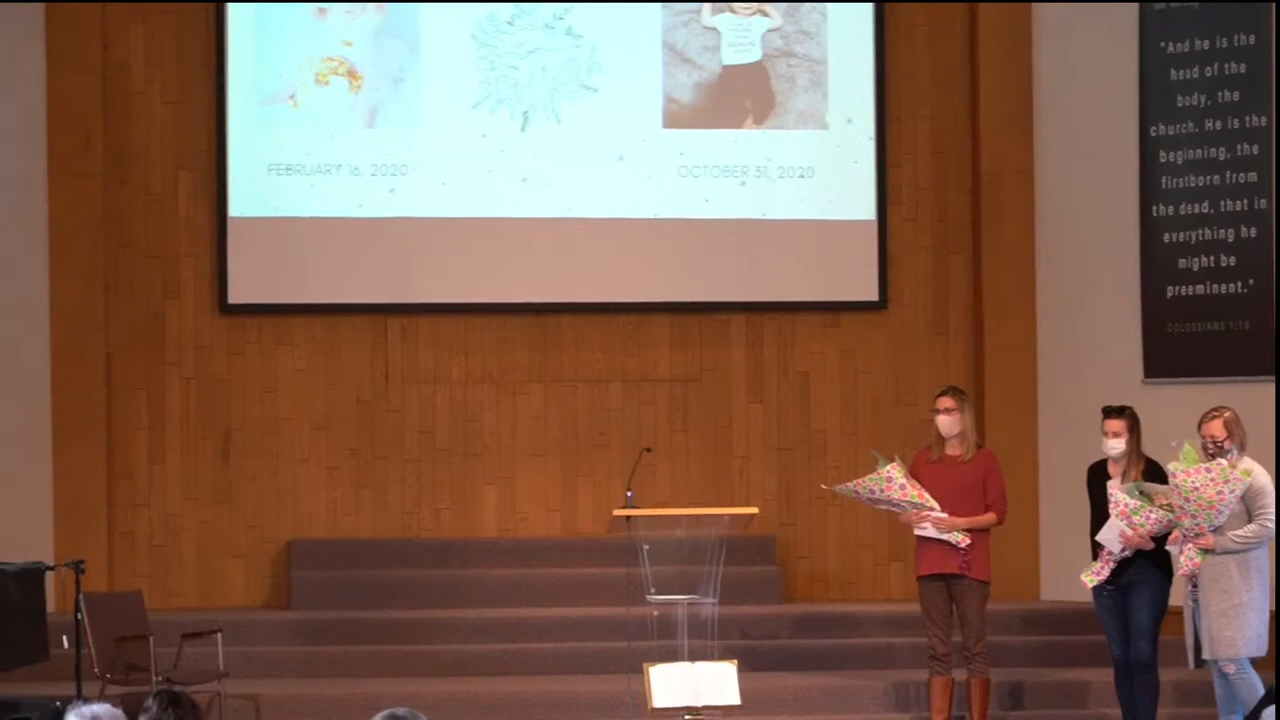 FEBRUARY 16, 2020
OCTOBER 31, 2020
"And he is the
head of the
body, the
church. He is the
beginning, the
firstborn from
the dead, that in
everything he
might be
preeminent."
COLOSSIANS 1:18